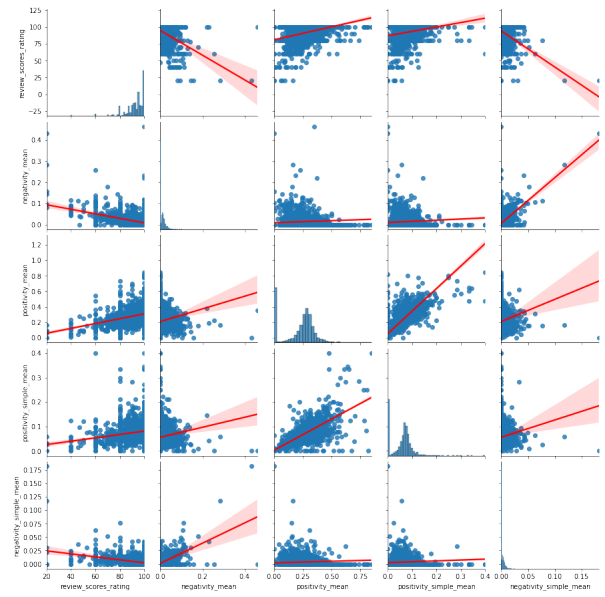 125
100
75
50
25
0
−25
review_scores_rating
0.4
0.3
0.2
0.1
0.0
negativity_mean
1.2
1.0
0.8
0.6
0.4
0.2
0.0
positivity_mean
0.4
0.3
0.2
0.1
0.0
positivity_simple_mean
0.175
0.150
0.125
0.100
0.075
0.050
0.025
0.000
negativity_simple_mean
20 40 60 80 100
review_scores_rating
0.0 0.2 0.4
negativity_mean
0.00 0.25 0.50 0.75
positivity_mean
0.0 0.1 0.2 0.3 0.4
positivity_simple_mean
0.00 0.05 0.10 0.15
negativity_simple_mean